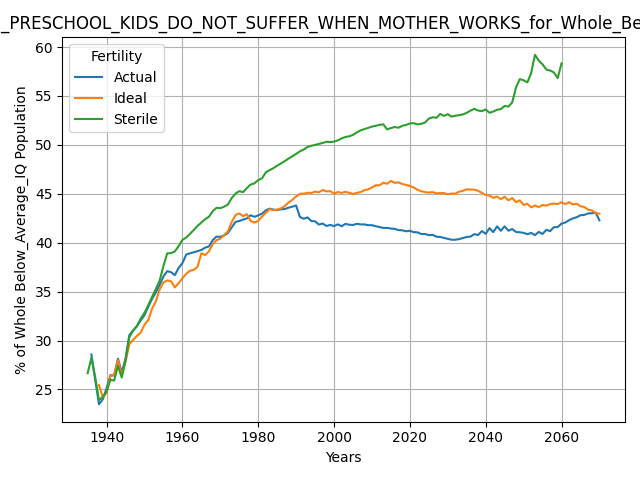 _PRESCHOOL_KIDS_DO_NOT_SUFFER_WHEN_MOTHER_WORKS_for_Whole_Be
Fertility
Actual
Ideal
Sterile
% of Whole Below_Average_IQ Population
60
55
50
45
40
35
30
25
1940
1960
1980
2000
2020
2040
2060
Years